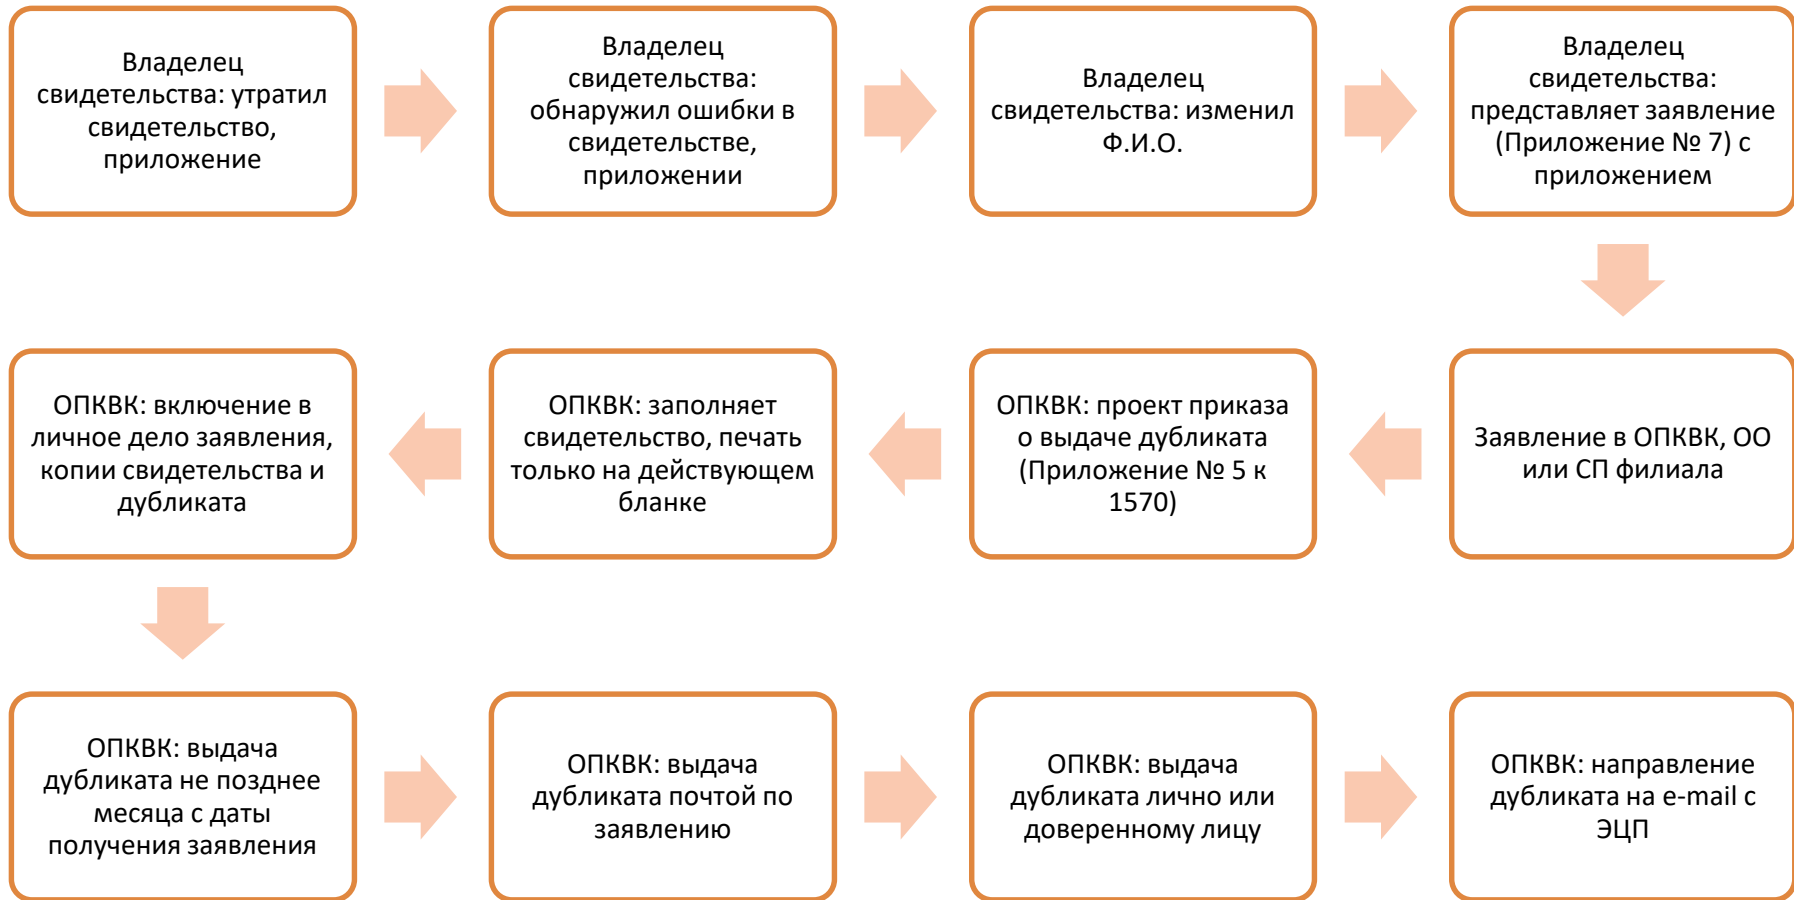 Владелец
свидетельства: утратил
свидетельство,
приложение
Владелец
свидетельства:
обнаружил ошибки в
свидетельстве,
приложении
Владелец
свидетельства: изменил
Ф.И.О.
Владелец
свидетельства:
представляет заявление
(Приложение № 7) с
приложением
Заявление в ОПКВК, ОО
или СП филиала
ОПКВК: проект приказа
о выдаче дубликата
(Приложение № 5 к
1570)
ОПКВК: заполняет
свидетельство, печать
только на действующем
бланке
ОПКВК: включение в
личное дело заявления,
копии свидетельства и
дубликата
ОПКВК: выдача
дубликата не позднее
месяца с даты
получения заявления
ОПКВК: выдача
дубликата почтой по
заявлению
ОПКВК: выдача
дубликата лично или
доверенному лицу
ОПКВК: направление
дубликата на e-mail с
ЭЦП